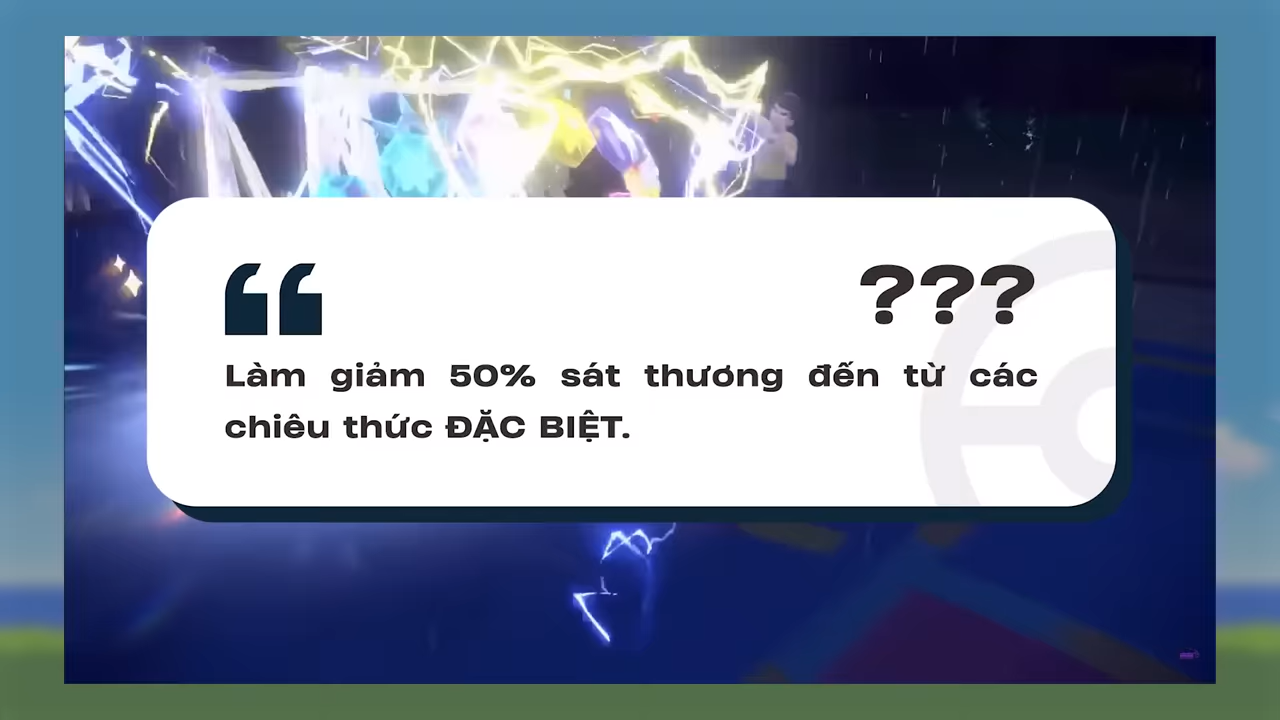 “
???
Làm giảm 50% sát thương đến từ các
chiêu thức ĐẶC BIỆT.